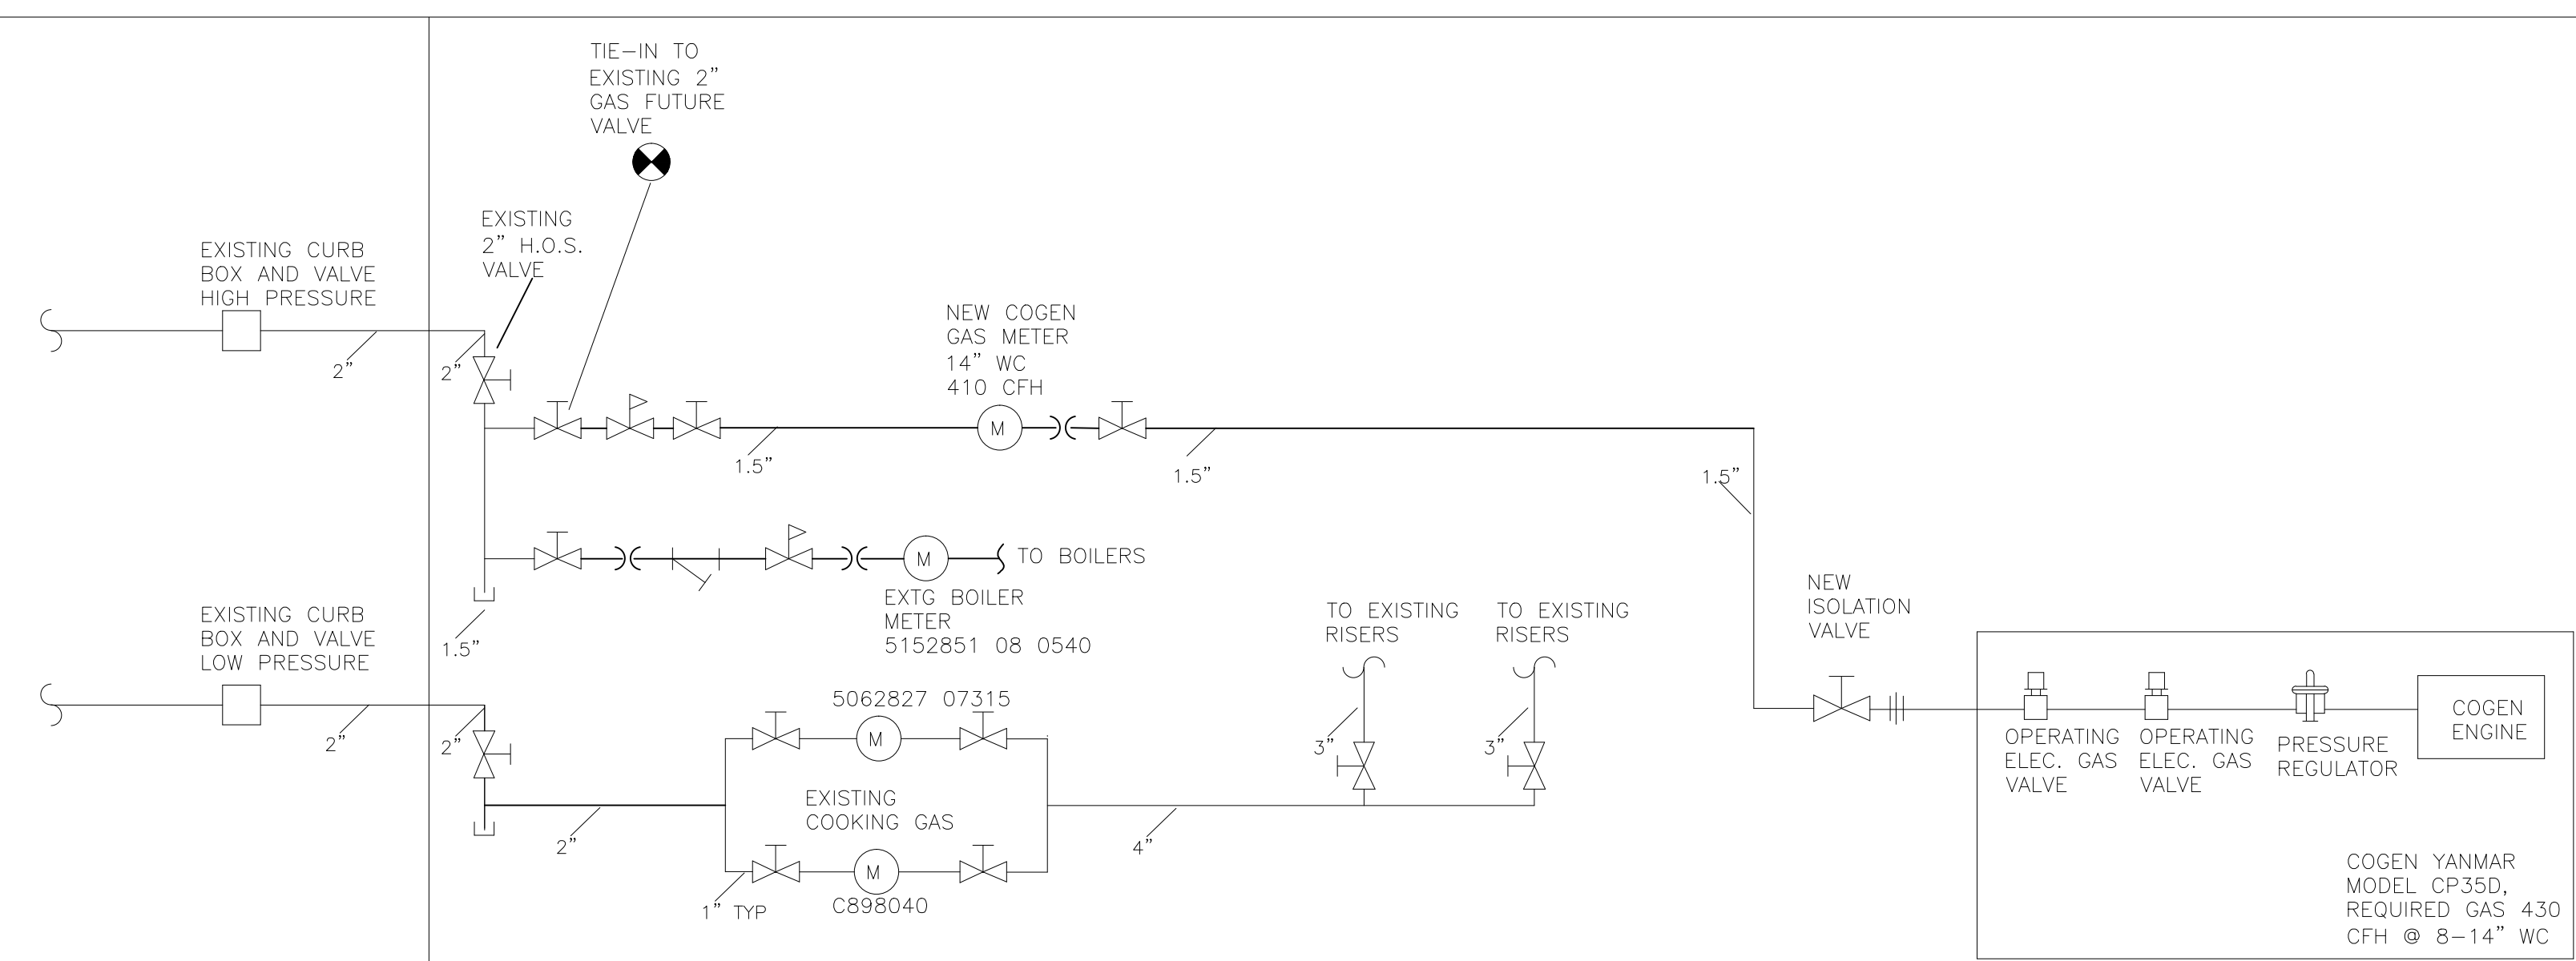 TIE-IN TO
EXISTING 2"
GAS FUTURE
VALVE
EXISTING
2" H.O.S.
VALVE
EXISTING CURB
BOX AND VALVE
HIGH PRESSURE
2"
2"
NEW COGEN
GAS METER
14" WC
410 CFH
M
1.5"
1.5"
1.5"
M
TO BOILERS
EXTG BOILER
METER
5152851 08 0540
1.5"
EXISTING CURB
BOX AND VALVE
LOW PRESSURE
2"
2"
5062827 07315
M
EXISTING
COOKING GAS
2"
M
1" TYP
C898040
4"
TO EXISTING
RISERS
3"
TO EXISTING
RISERS
3"
NEW
ISOLATION
VALVE
OPERATING
ELEC. GAS
VALVE
OPERATING
ELEC. GAS
VALVE
PRESSURE
REGULATOR
COGEN
ENGINE
COGEN YANMAR
MODEL CP35D,
REQUIRED GAS 430
CFH @ 8-14" WC